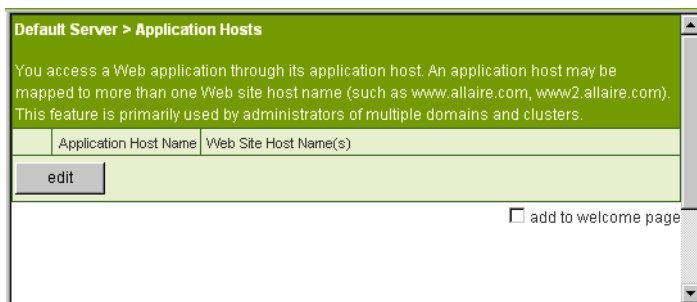 Default Server > Application Hosts
You access a Web application through its application host. An application host may be
mapped to more than one Web site host name (such as www.allaire.com, www2.allaire.com).
This feature is primarily used by administrators of multiple domains and clusters.
Application Host Name Web Site Host Name(s)
edit
add to welcome page